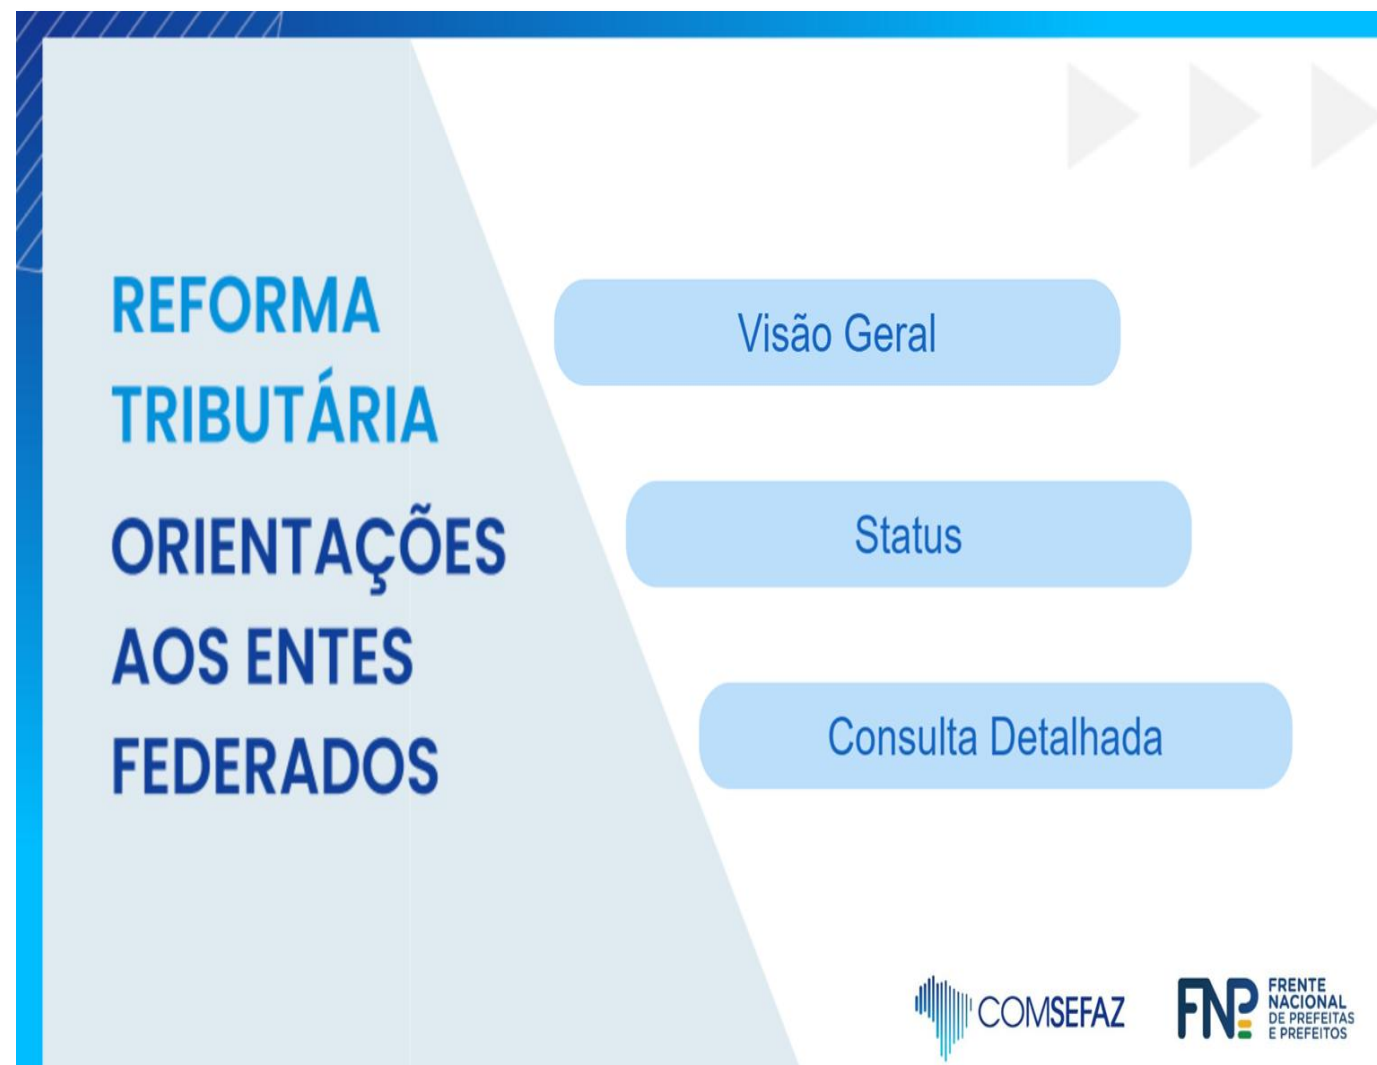 REFORMA
TRIBUTÁRIA
ORIENTAÇÕES
AOS ENTES
FEDERADOS
Visão Geral
Status
Consulta Detalhada
COMSEFAZ
FNP
FRENTE
NACIONAL
DE PREFEITAS
E PREFEITOS